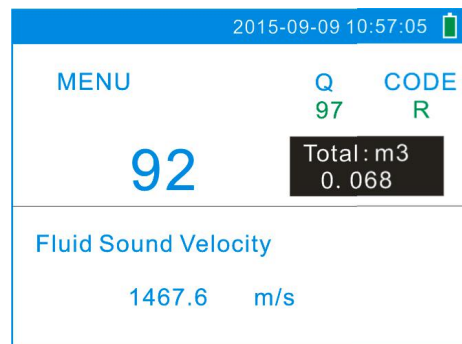 2015-09-09 10:57:05
MENU Q CODE
97 R
92
Total: m3
0.068
Fluid Sound Velocity
1467.6 m/s